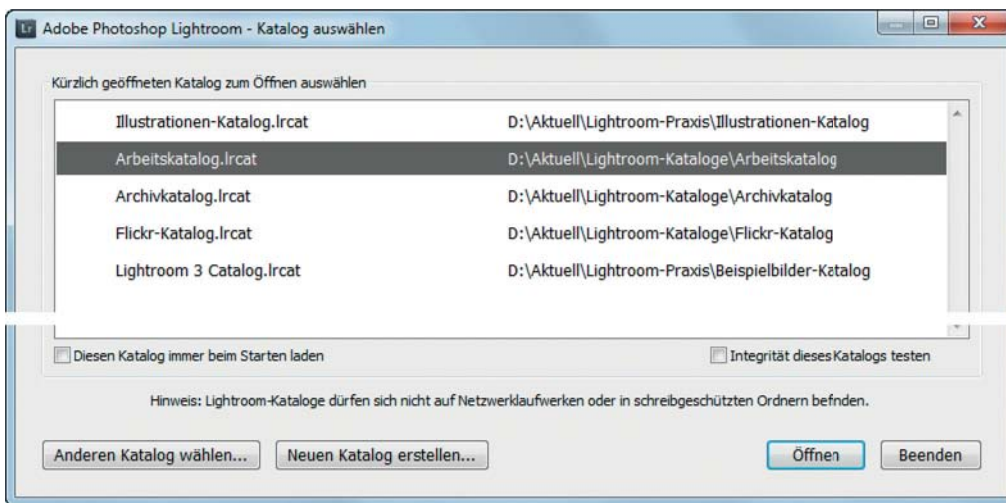 Lr Adobe Photoshop Lightroom - Katalog auswählen
Kürzlich geöffneten Katalog zum Öffnen auswählen
Illustrationen-Katalog.lrcat D:\Aktuell\Lightroom-Praxis\Illustrationen-Katalog
Arbeitskatalog.lrcat D:\Aktuell\Lightroom-Kataloge\Arbeitskatalog
Archivkatalog.lrcat D:\Aktuell\Lightroom-Kataloge\Archivkatalog
Flickr-Katalog.lrcat D:\Aktuell\Lightroom-Kataloge\Flickr-Katalog
Lightroom 3 Catalog.lrcat D:\Aktuell\Lightroom-Praxis\Beispielbilder-Katalog
Diesen Katalog immer beim Starten laden Integrität dieses Katalogs testen
Hinweis: Lightroom-Kataloge dürfen sich nicht auf Netzwerklaufwerken oder in schreibgeschützten Ordnern befnden.
Anderen Katalog wählen... Neuen Katalog erstellen... Öffnen Beenden